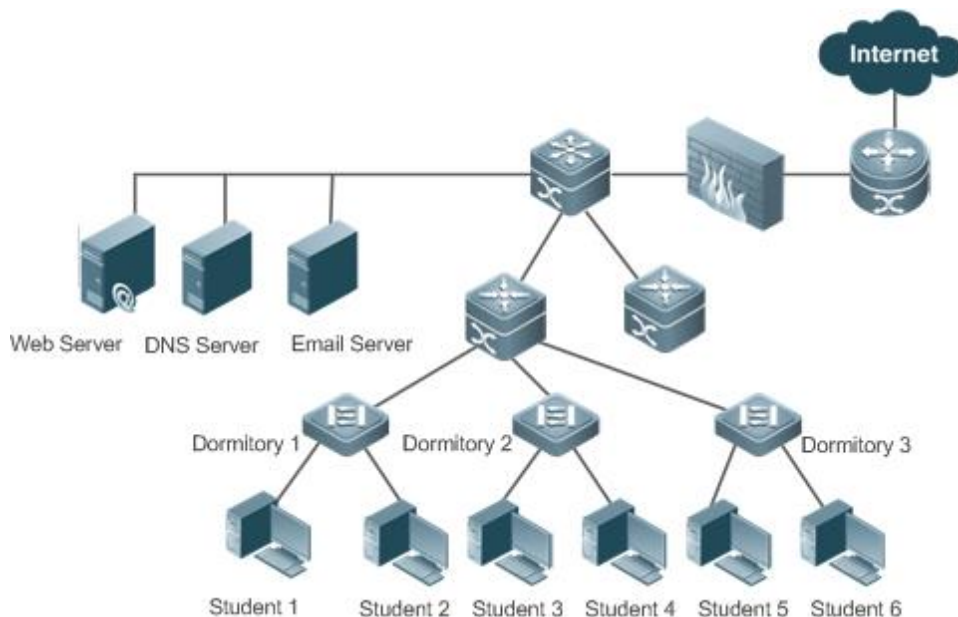 Internet
Web Server
DNS Server
Email Server
Dormitory 1
Dormitory 2
Dormitory 3
Student 1
Student 2
Student 3
Student 4
Student 5
Student 6